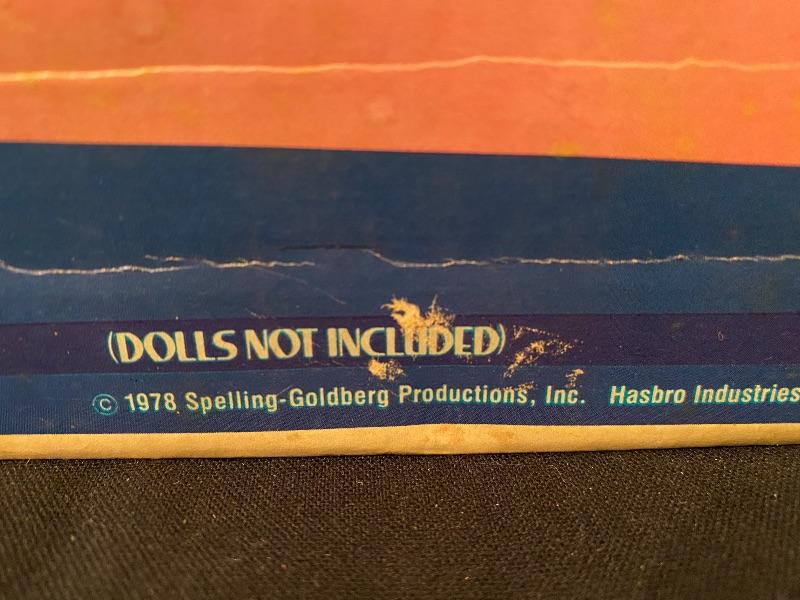 (DOLLS NOT INCLUDED)
© 1978 Spelling-Goldberg Productions, Inc. Hasbro Industries